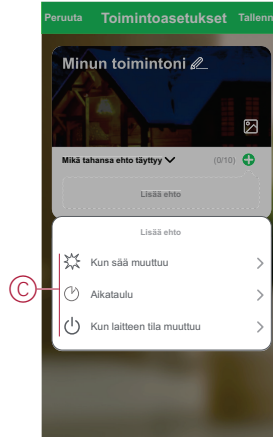 Peruuta Toimintoasetukset Tallenn
Minun toimintoni
Mikä tahansa ehto täyttyy (0/10)
Lisää ehto
Lisää ehto
Kun sää muuttuu
C
Aikataulu
Kun laitteen tila muuttuu